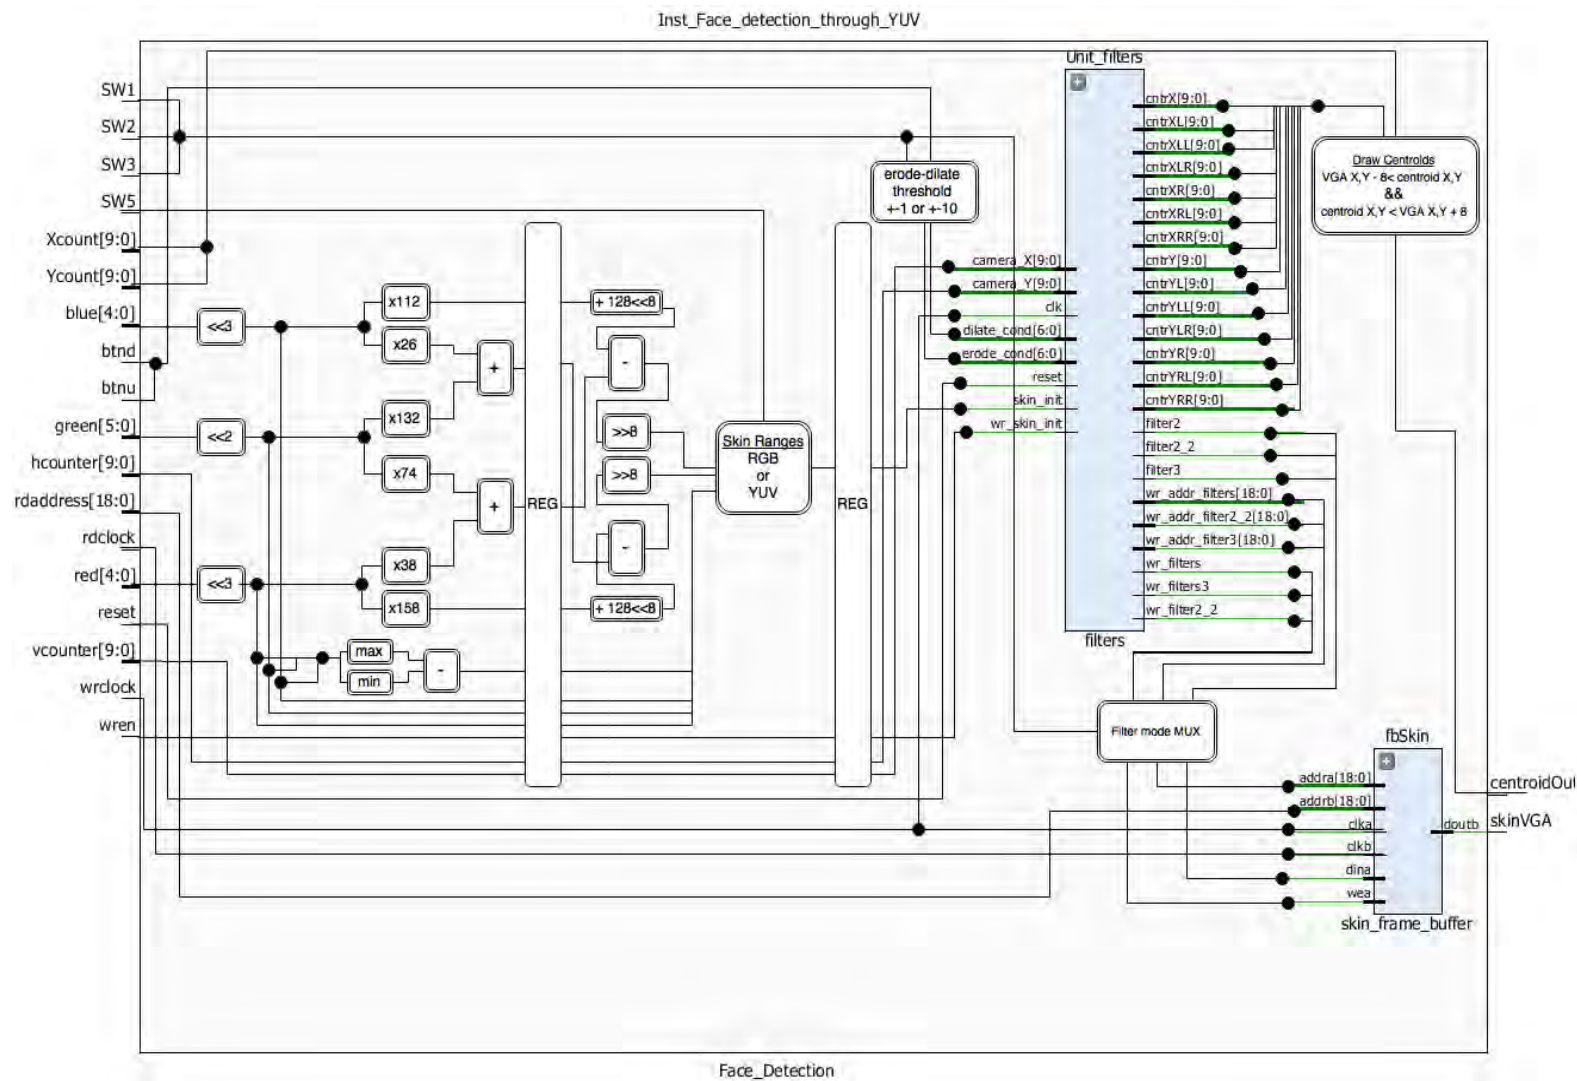 Inst_Face_detection_through_YUV
SW1
SW2
SW3
SW5
Xcount[9:0]
Ycount[9:0]
blue[4:0]
btnd
btnu
green[5:0]
hcounter[9:0]
rdaddress[18:0]
rdclock
red[4:0]
reset
vcounter[9:0]
wrclock
wren
<<3
<<2
<<3
x112
x26
x132
x74
x38
x158
max
min
+
+
-
REG
+ 128<<8
-
>>8
>>8
-
+ 128<<8
Skin Ranges
RGB
or
YUV
REG
erode-dilate
threshold
+-1 or +-10
Unit_filters
camera_X[9:0]
camera_Y[9:0]
clk
dilate_cond[6:0]
erode_cond[6:0]
reset
skin_init
wr_skin_init
cntrX[9:0]
cntrXL[9:0]
cntrXLL[9:0]
cntrXLR[9:0]
cntrXR[9:0]
cntrXRL[9:0]
cntrXRR[9:0]
cntrY[9:0]
cntrYL[9:0]
cntrYLL[9:0]
cntrYLR[9:0]
cntrYR[9:0]
cntrYRL[9:0]
cntrYRR[9:0]
filter2
filter2_2
filter3
wr_addr_filters[18:0]
wr_addr_filter2_2[18:0]
wr_addr_filter3[18:0]
wr_filters
wr_filters3
wr_filter2_2
filters
Draw Centroids
VGA X,Y - 8< centroid X,Y
&&
centroid X,Y < VGA X,Y + 8
Filter mode MUX
fbSkin
addra[18:0]
addrb[18:0]
clka
clkb
dina
wea
doutb
skin_frame_buffer
centroidOut
skinVGA
Face_Detection